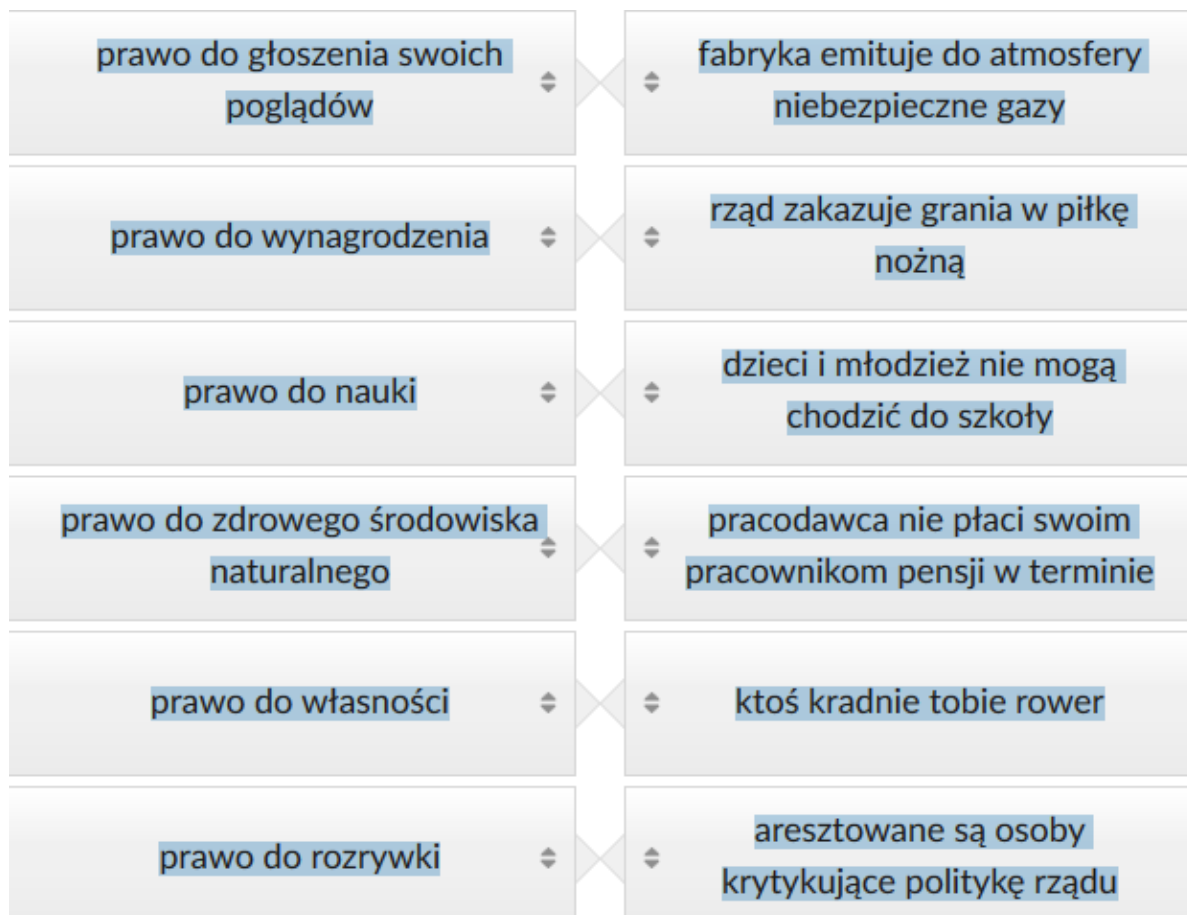 prawo do głoszenia swoich
poglądów
fabryka emituje do atmosfery
niebezpieczne gazy
prawo do wynagrodzenia
rząd zakazuje grania w piłkę
nożną
prawo do nauki
dzieci i młodzież nie mogą
chodzić do szkoły
prawo do zdrowego środowiska
naturalnego
pracodawca nie płaci swoim
pracownikom pensji w terminie
prawo do własności
ktoś kradnie tobie rower
prawo do rozrywki
aresztowane są osoby
krytykujące politykę rządu